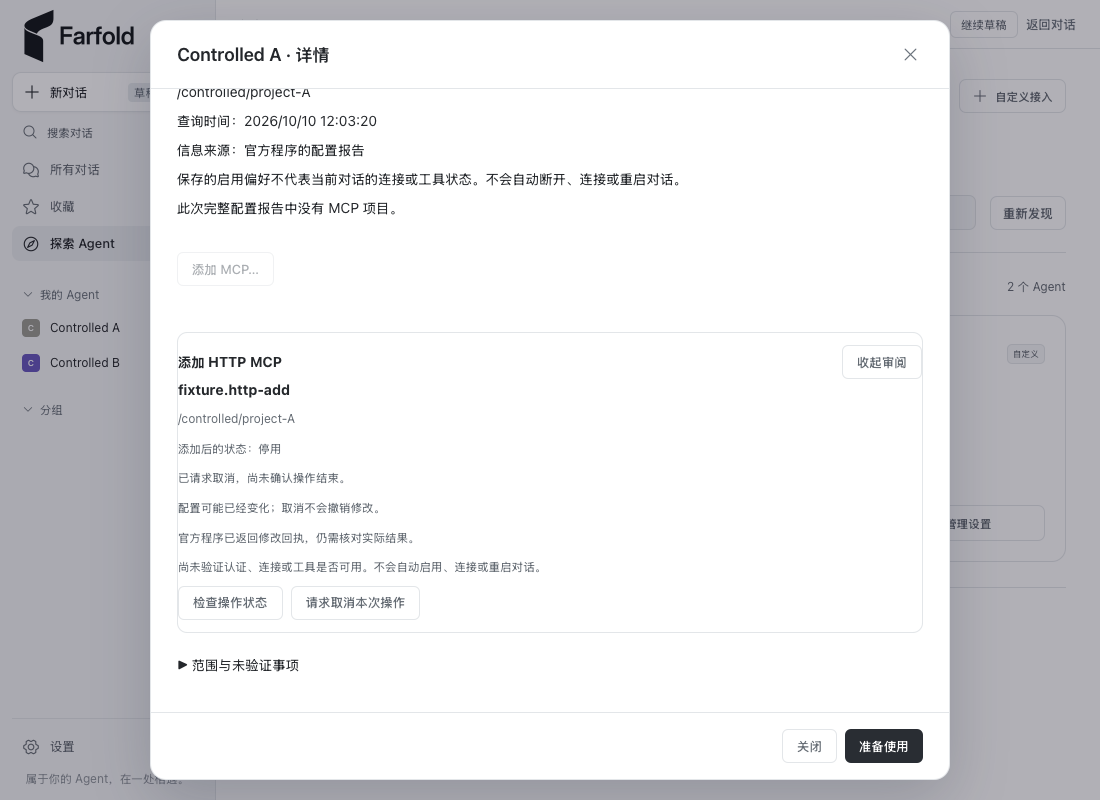 Farfold
继续草稿
返回对话
新对话
搜索对话
所有对话
收藏
探索 Agent
我的 Agent
C Controlled A
C Controlled B
分组
设置
属于你的 Agent，在一处相遇。
自定义接入
重新发现
2 个 Agent
自定义
管理设置
Controlled A · 详情
/controlled/project-A
查询时间：2026/10/10 12:03:20
信息来源：官方程序的配置报告
保存的启用偏好不代表当前对话的连接或工具状态。不会自动断开、连接或重启对话。
此次完整配置报告中没有 MCP 项目。
添加 MCP...
添加 HTTP MCP
收起审阅
fixture.http-add
/controlled/project-A
添加后的状态：停用
已请求取消，尚未确认操作结束。
配置可能已经变化；取消不会撤销修改。
官方程序已返回修改回执，仍需核对实际结果。
尚未验证认证、连接或工具是否可用。不会自动启用、连接或重启对话。
检查操作状态
请求取消本次操作
范围与未验证事项
关闭
准备使用